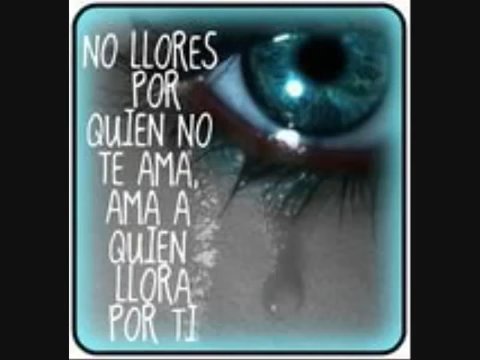 NO LLORES
POR
QUIEN NO
TE AMA,
AMA A
QUIEN
LLORA
POR TI